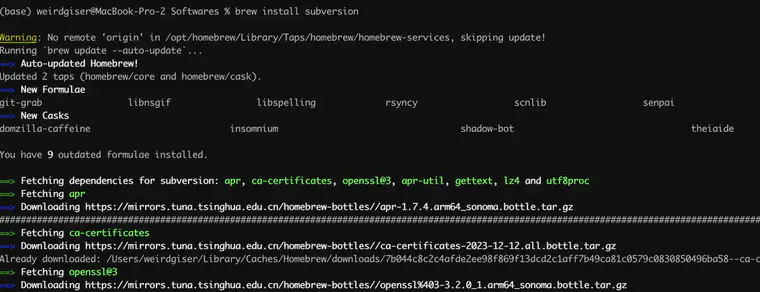 (base) weirdgiser@MacBook-Pro-2 Softwares % brew install subversion
Warning: No remote 'origin' in /opt/homebrew/Library/Taps/homebrew/homebrew-services, skipping update!
Running `brew update --auto-update`...
==> Auto-updated Homebrew!
Updated 2 taps (homebrew/core and homebrew/cask).
==> New Formulae
git-grab libnsgif libspelling rsyncy scnlib senpai
==> New Casks
domzilla-caffeine insomnium shadow-bot theiaide
You have 9 outdated formulae installed.
==> Fetching dependencies for subversion: apr, ca-certificates, openssl@3, apr-util, gettext, lz4 and utf8proc
==> Fetching apr
==> Downloading https://mirrors.tuna.tsinghua.edu.cn/homebrew-bottles//apr-1.7.4.arm64_sonoma.bottle.tar.gz
##########################################################################################################################
==> Fetching ca-certificates
==> Downloading https://mirrors.tuna.tsinghua.edu.cn/homebrew-bottles//ca-certificates-2023-12-12.all.bottle.tar.gz
Already downloaded: /Users/weirdgiser/Library/Caches/Homebrew/downloads/7b044c8c2c4afde2ee98f869f13dcd2c1aff7b49ca81c0579c0830850496ba58--ca-c
==> Fetching openssl@3
==> Downloading https://mirrors.tuna.tsinghua.edu.cn/homebrew-bottles//openssl%403-3.2.0_1.arm64_sonoma.bottle.tar.gz